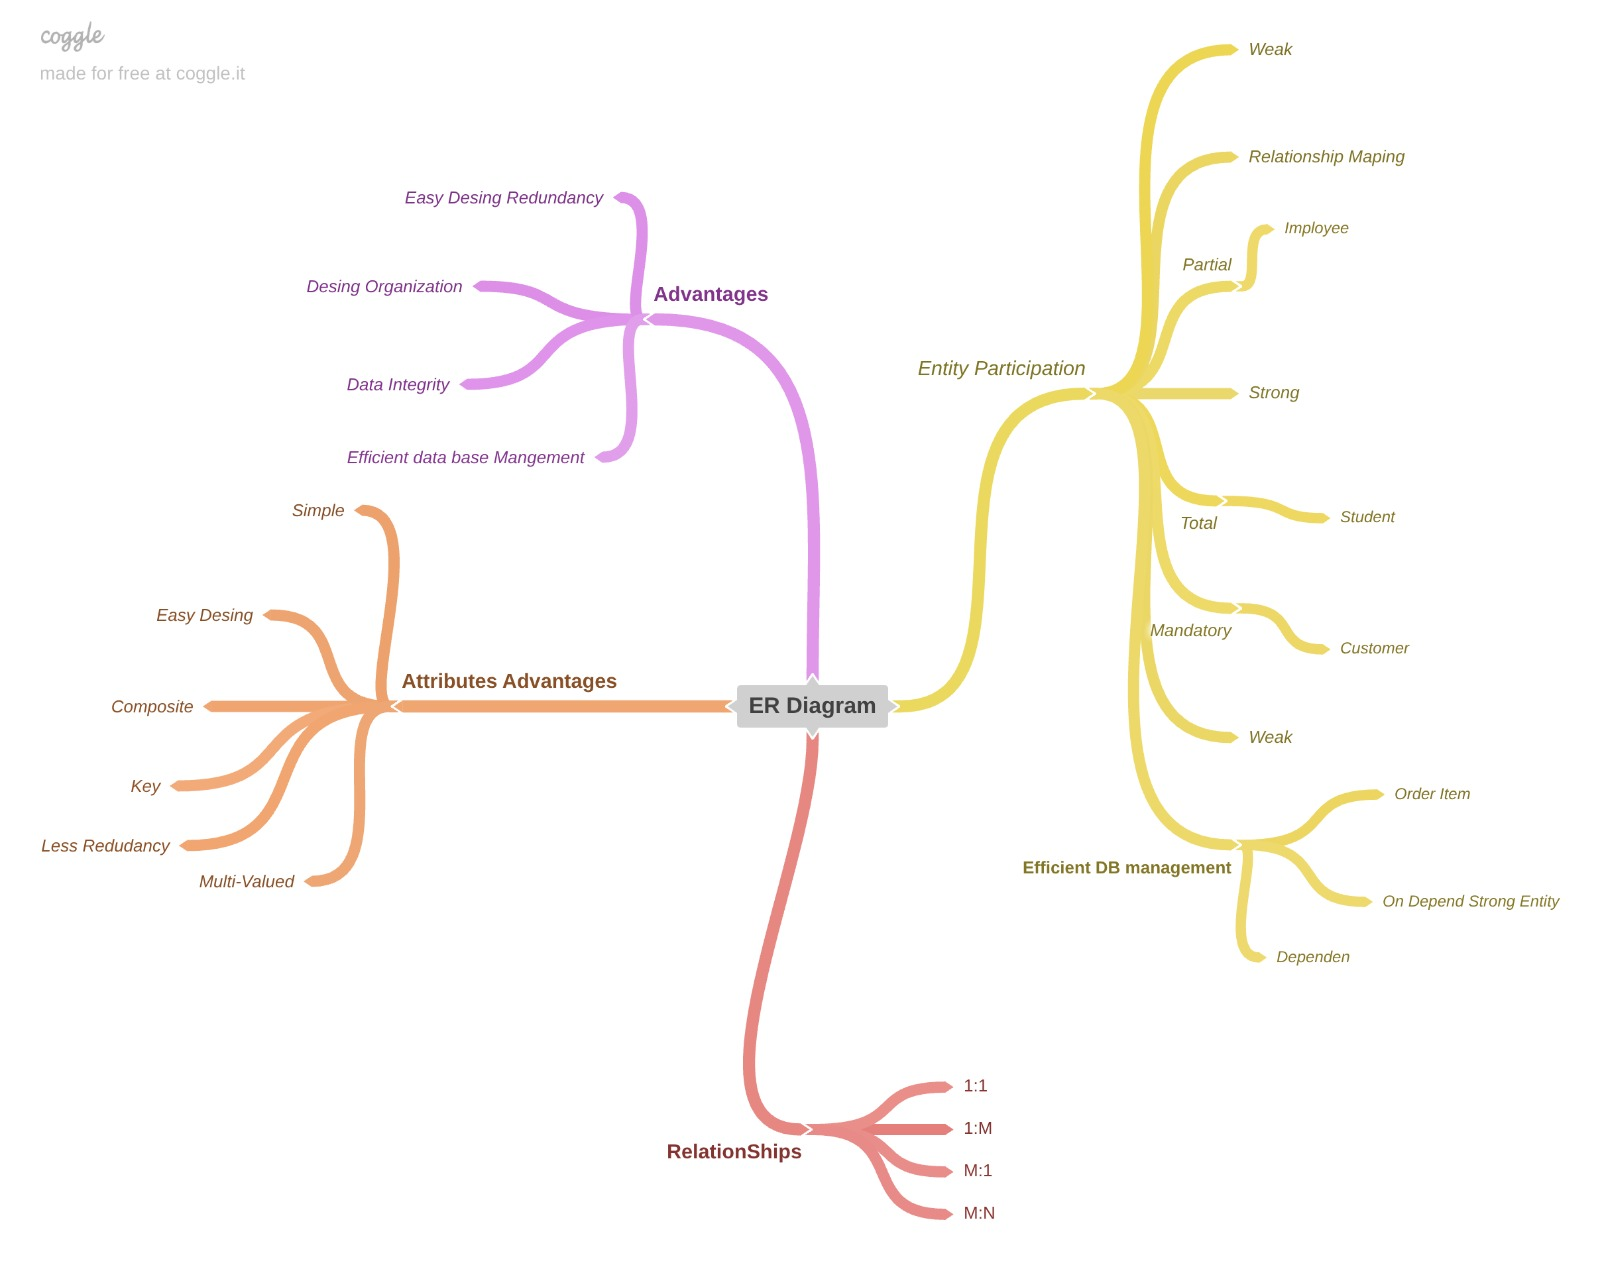 coggle
made for free at coggle.it
Weak
Relationship Maping
Imployee
Partial
Entity Participation
Strong
Student
Total
Mandatory
Customer
Weak
Order Item
Efficient DB management
On Depend Strong Entity
Dependen
Easy Desing Redundancy
Desing Organization
Advantages
Data Integrity
Efficient data base Mangement
Simple
Easy Desing
Attributes Advantages
Composite
Key
Less Redudancy
Multi-Valued
ER Diagram
RelationShips
1:1
1:M
M:1
M:N